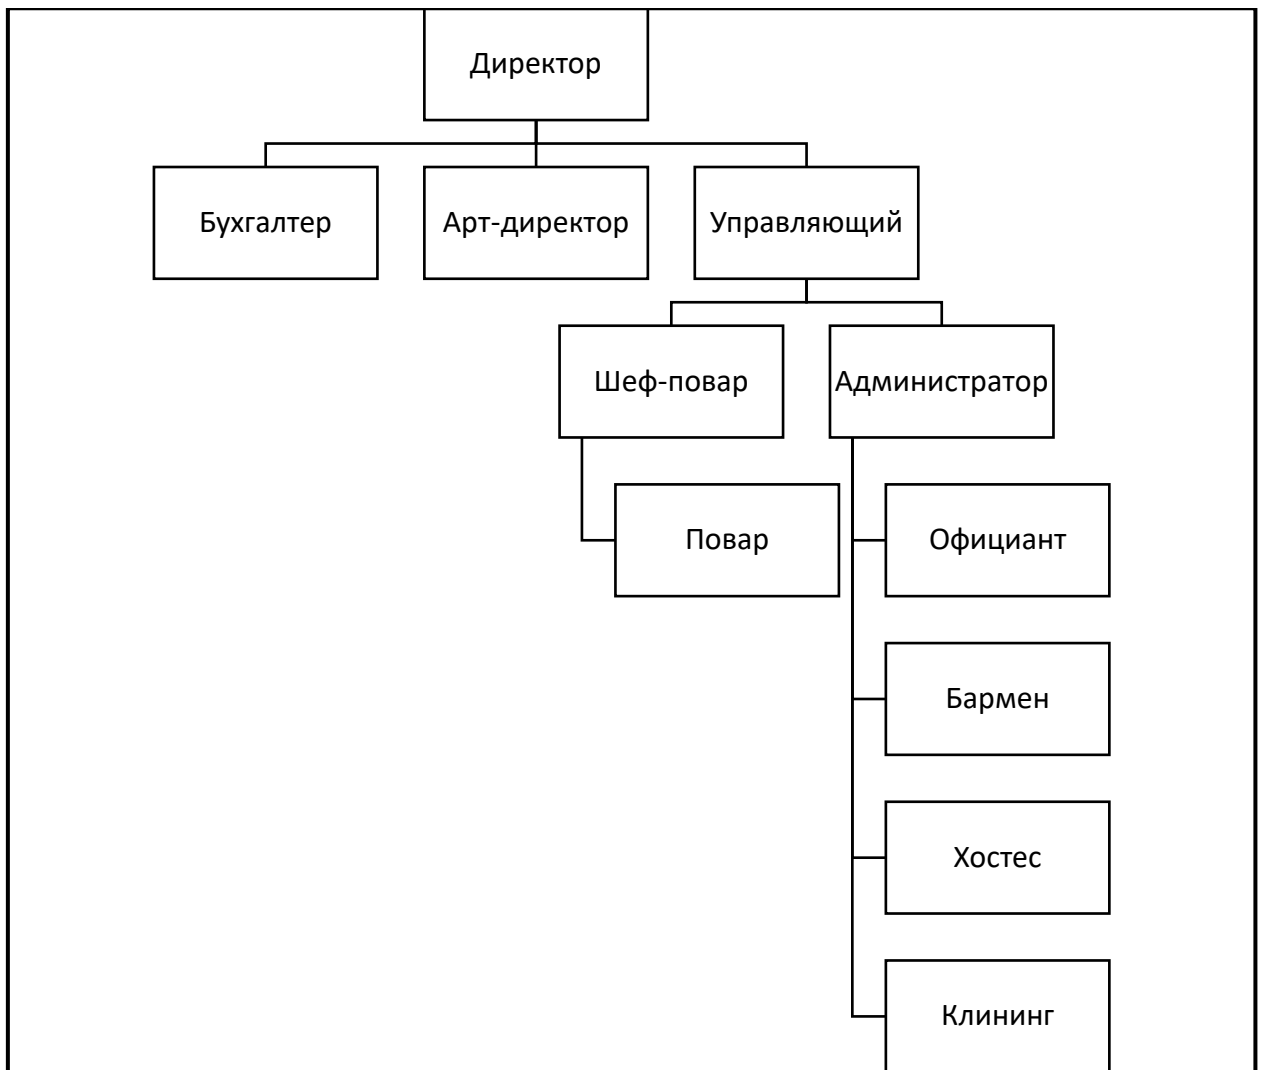 Директор
Бухгалтер
Арт-директор
Управляющий
Шеф-повар
Администратор
Повар
Официант
Бармен
Хостес
Клининг